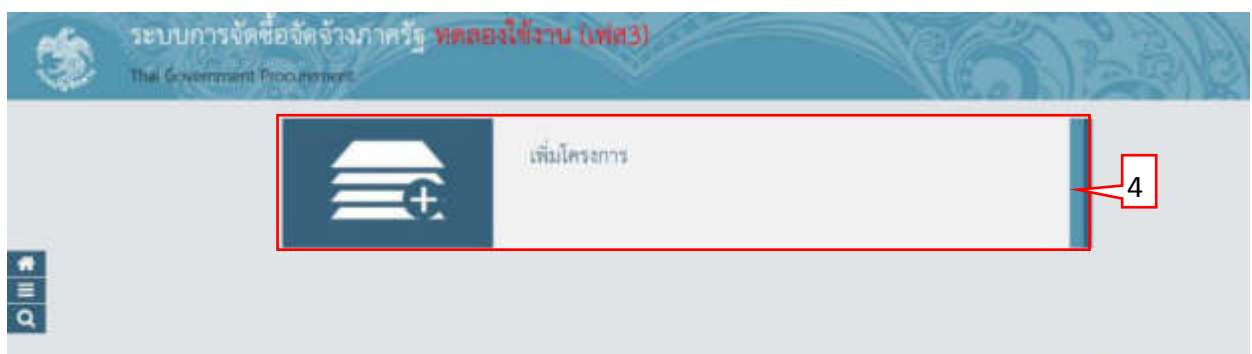 ระบบการจัดซื้อจัดจ้างภาครัฐ ทดลองใช้งาน (เฟส3)
Thai Government Procurement
เพิ่มโครงการ
4